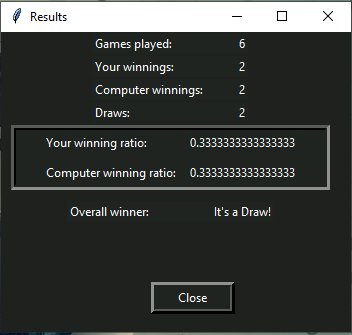 Results
Games played: 6
Your winnings: 2
Computer winnings: 2
Draws: 2
Your winning ratio: 0.3333333333333333
Computer winning ratio: 0.3333333333333333
Overall winner: It's a Draw!
Close